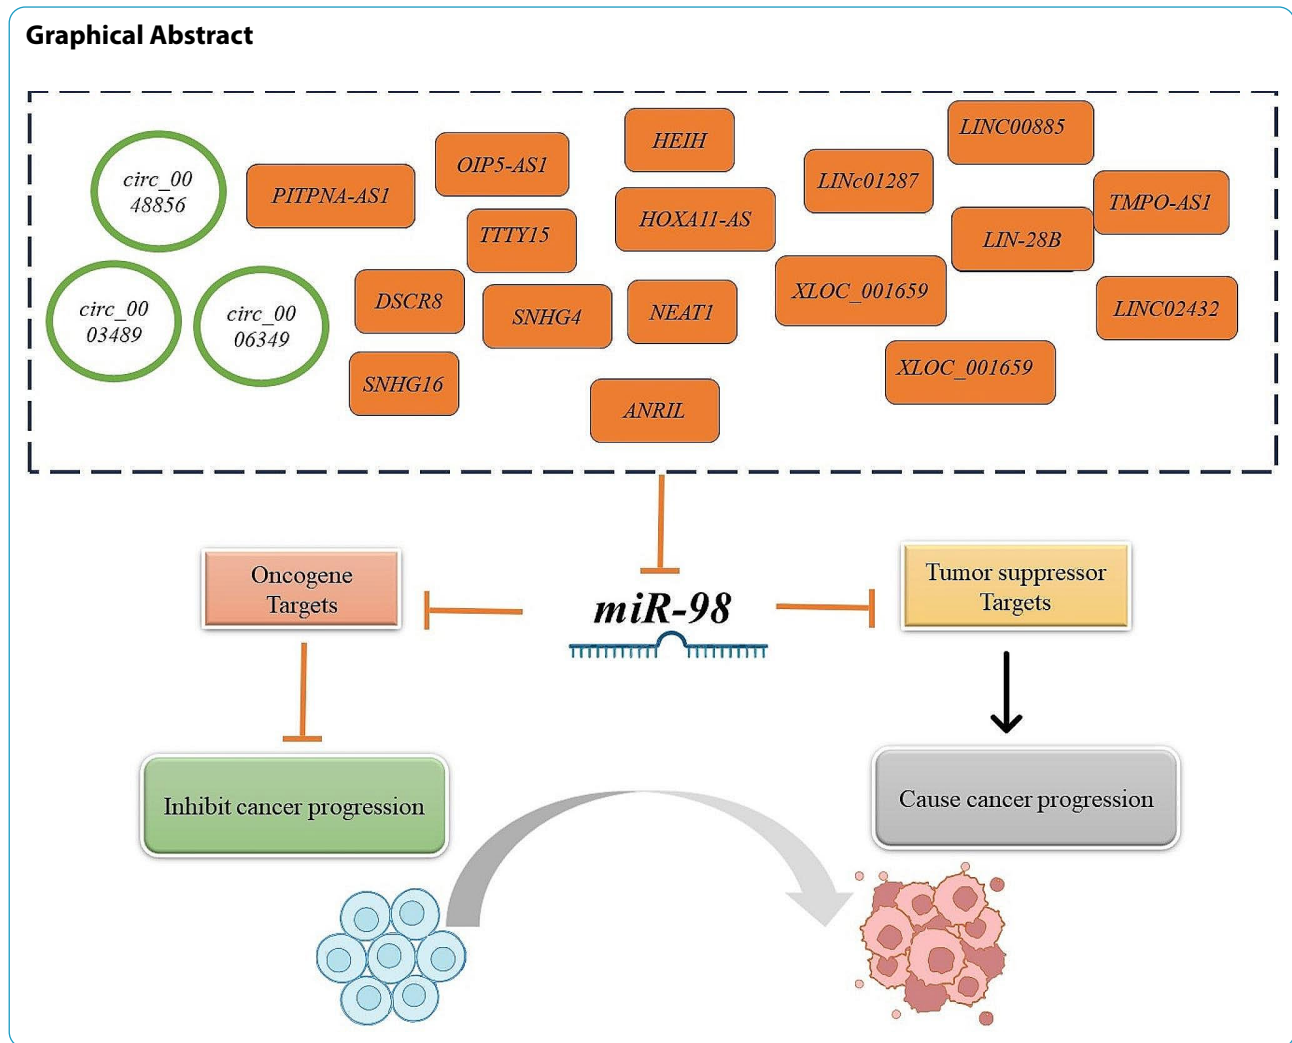 Graphical Abstract
circ_00
48856
circ_00
03489
circ_00
06349
PITPNA-AS1
OIP5-AS1
TTTY15
DSCR8
SNHG4
SNHG16
HEIH
HOXA11-AS
NEAT1
ANRIL
LINc01287
XLOC_001659
LINC00885
LIN-28B
TMPO-AS1
LINC02432
XLOC_001659
Oncogene
Targets
miR-98
Tumor suppressor
Targets
Inhibit cancer progression
Cause cancer progression